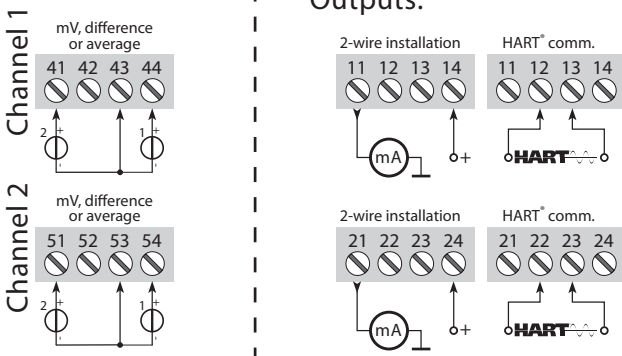 Outputs:
Channel 1
mV, difference
or average
41 42 43 44
2 + -
1 + -
2-wire installation
11 12 13 14
mA
+
HART® comm.
11 12 13 14
HART
Channel 2
mV, difference
or average
51 52 53 54
2 + -
1 + -
2-wire installation
21 22 23 24
mA
+
HART® comm.
21 22 23 24
HART